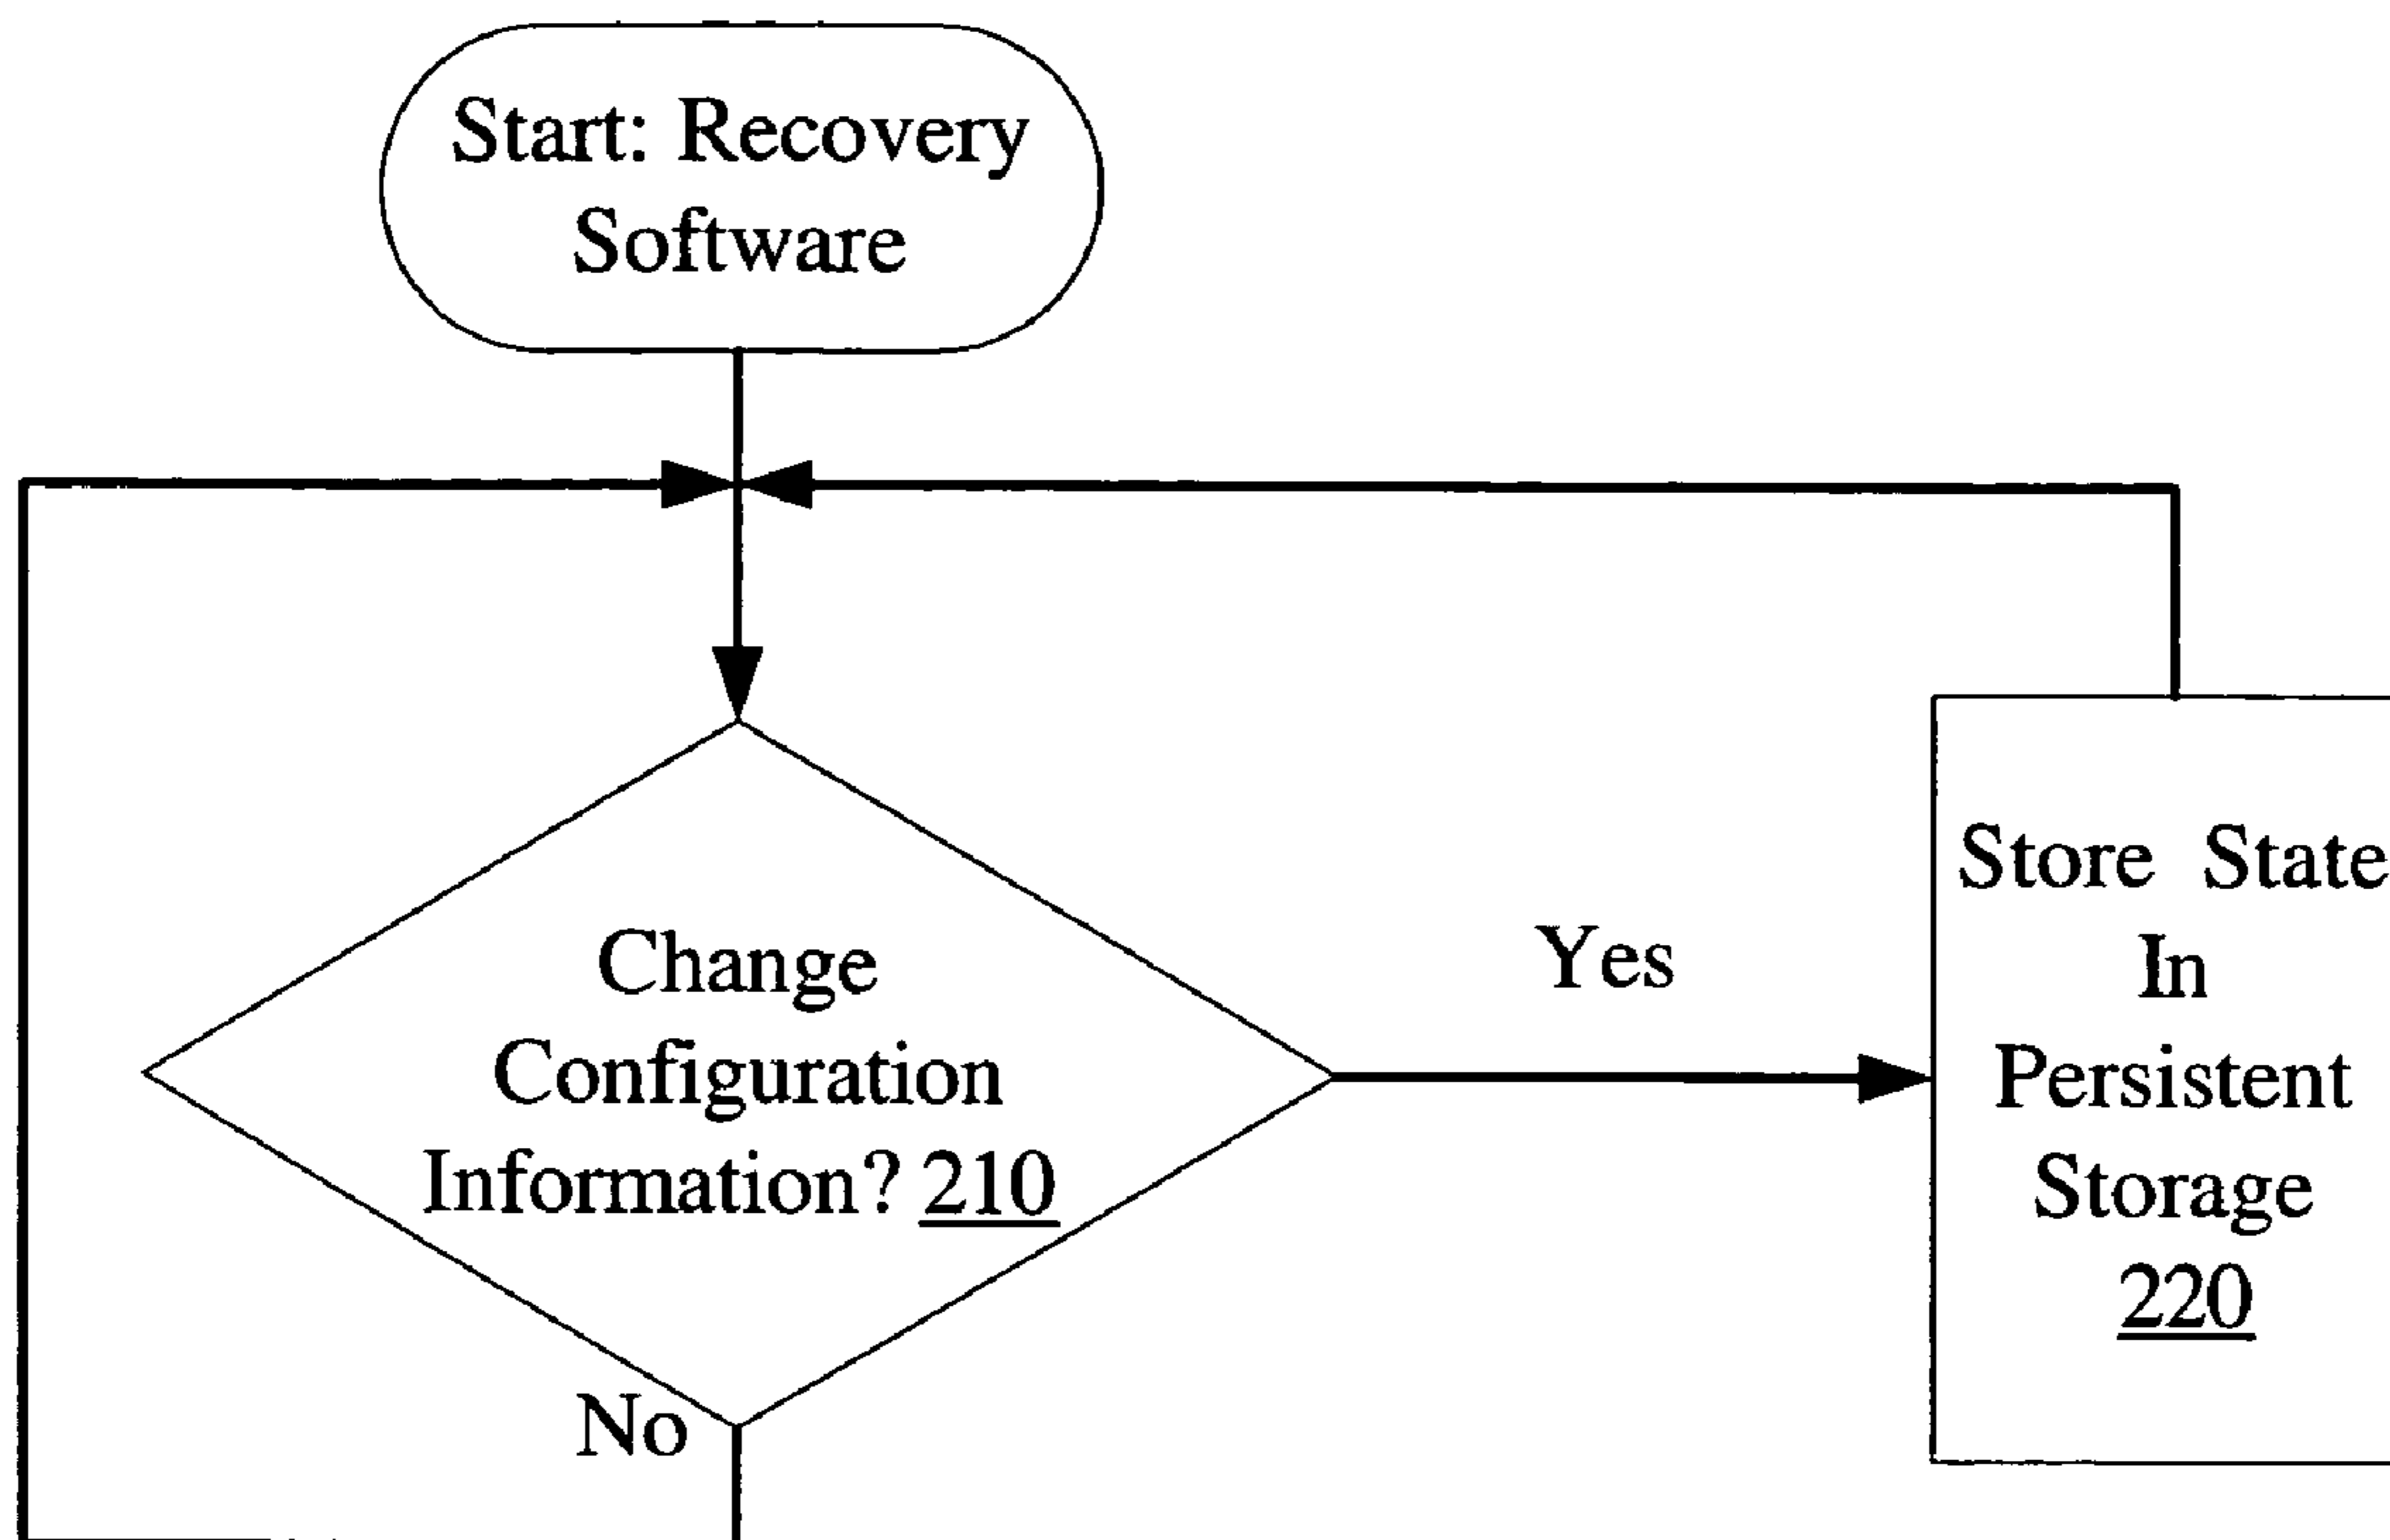 Start: Recovery
Software
Change
Configuration
Information? 210
Yes
Store State
In
Persistent
Storage
220
No